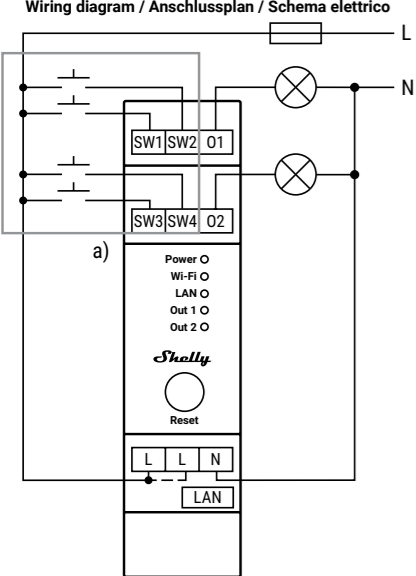 Wiring diagram / Anschlussplan / Schema elettrico
L
N
SW1 SW2 O1
SW3 SW4 O2
a)
Power
Wi-Fi
LAN
Out 1
Out 2
Shelly
Reset
L L N
LAN